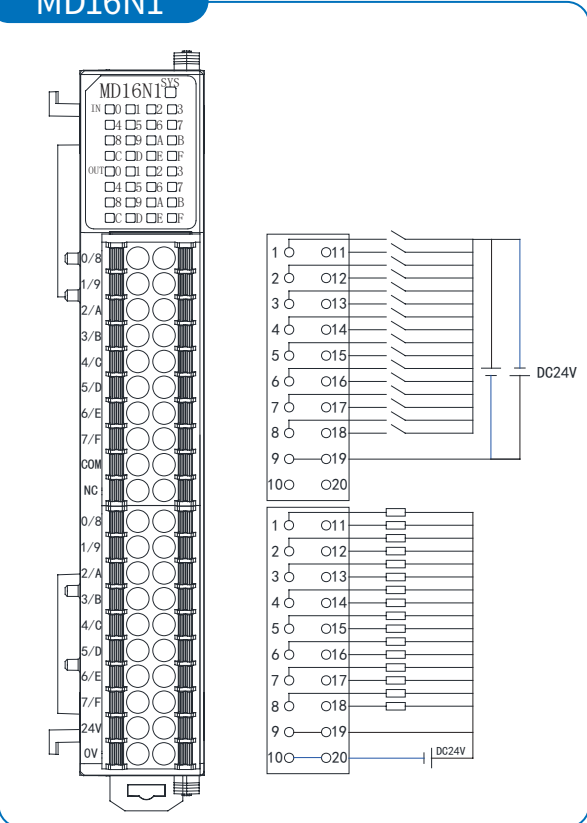 MD16N1
MD16N1 SYS
IN 0 1 2 3
4 5 6 7
8 9 A B
C D E F
OUT 0 1 2 3
4 5 6 7
8 9 A B
C D E F
0/8
1/9
2/A
3/B
4/C
5/D
6/E
7/F
COM
NC
0/8
1/9
2/A
3/B
4/C
5/D
6/E
7/F
24V
0V
1 11
2 12
3 13
4 14
5 15
6 16
7 17
8 18
9 19
10 20
DC24V
1 11
2 12
3 13
4 14
5 15
6 16
7 17
8 18
9 19
10 20
DC24V